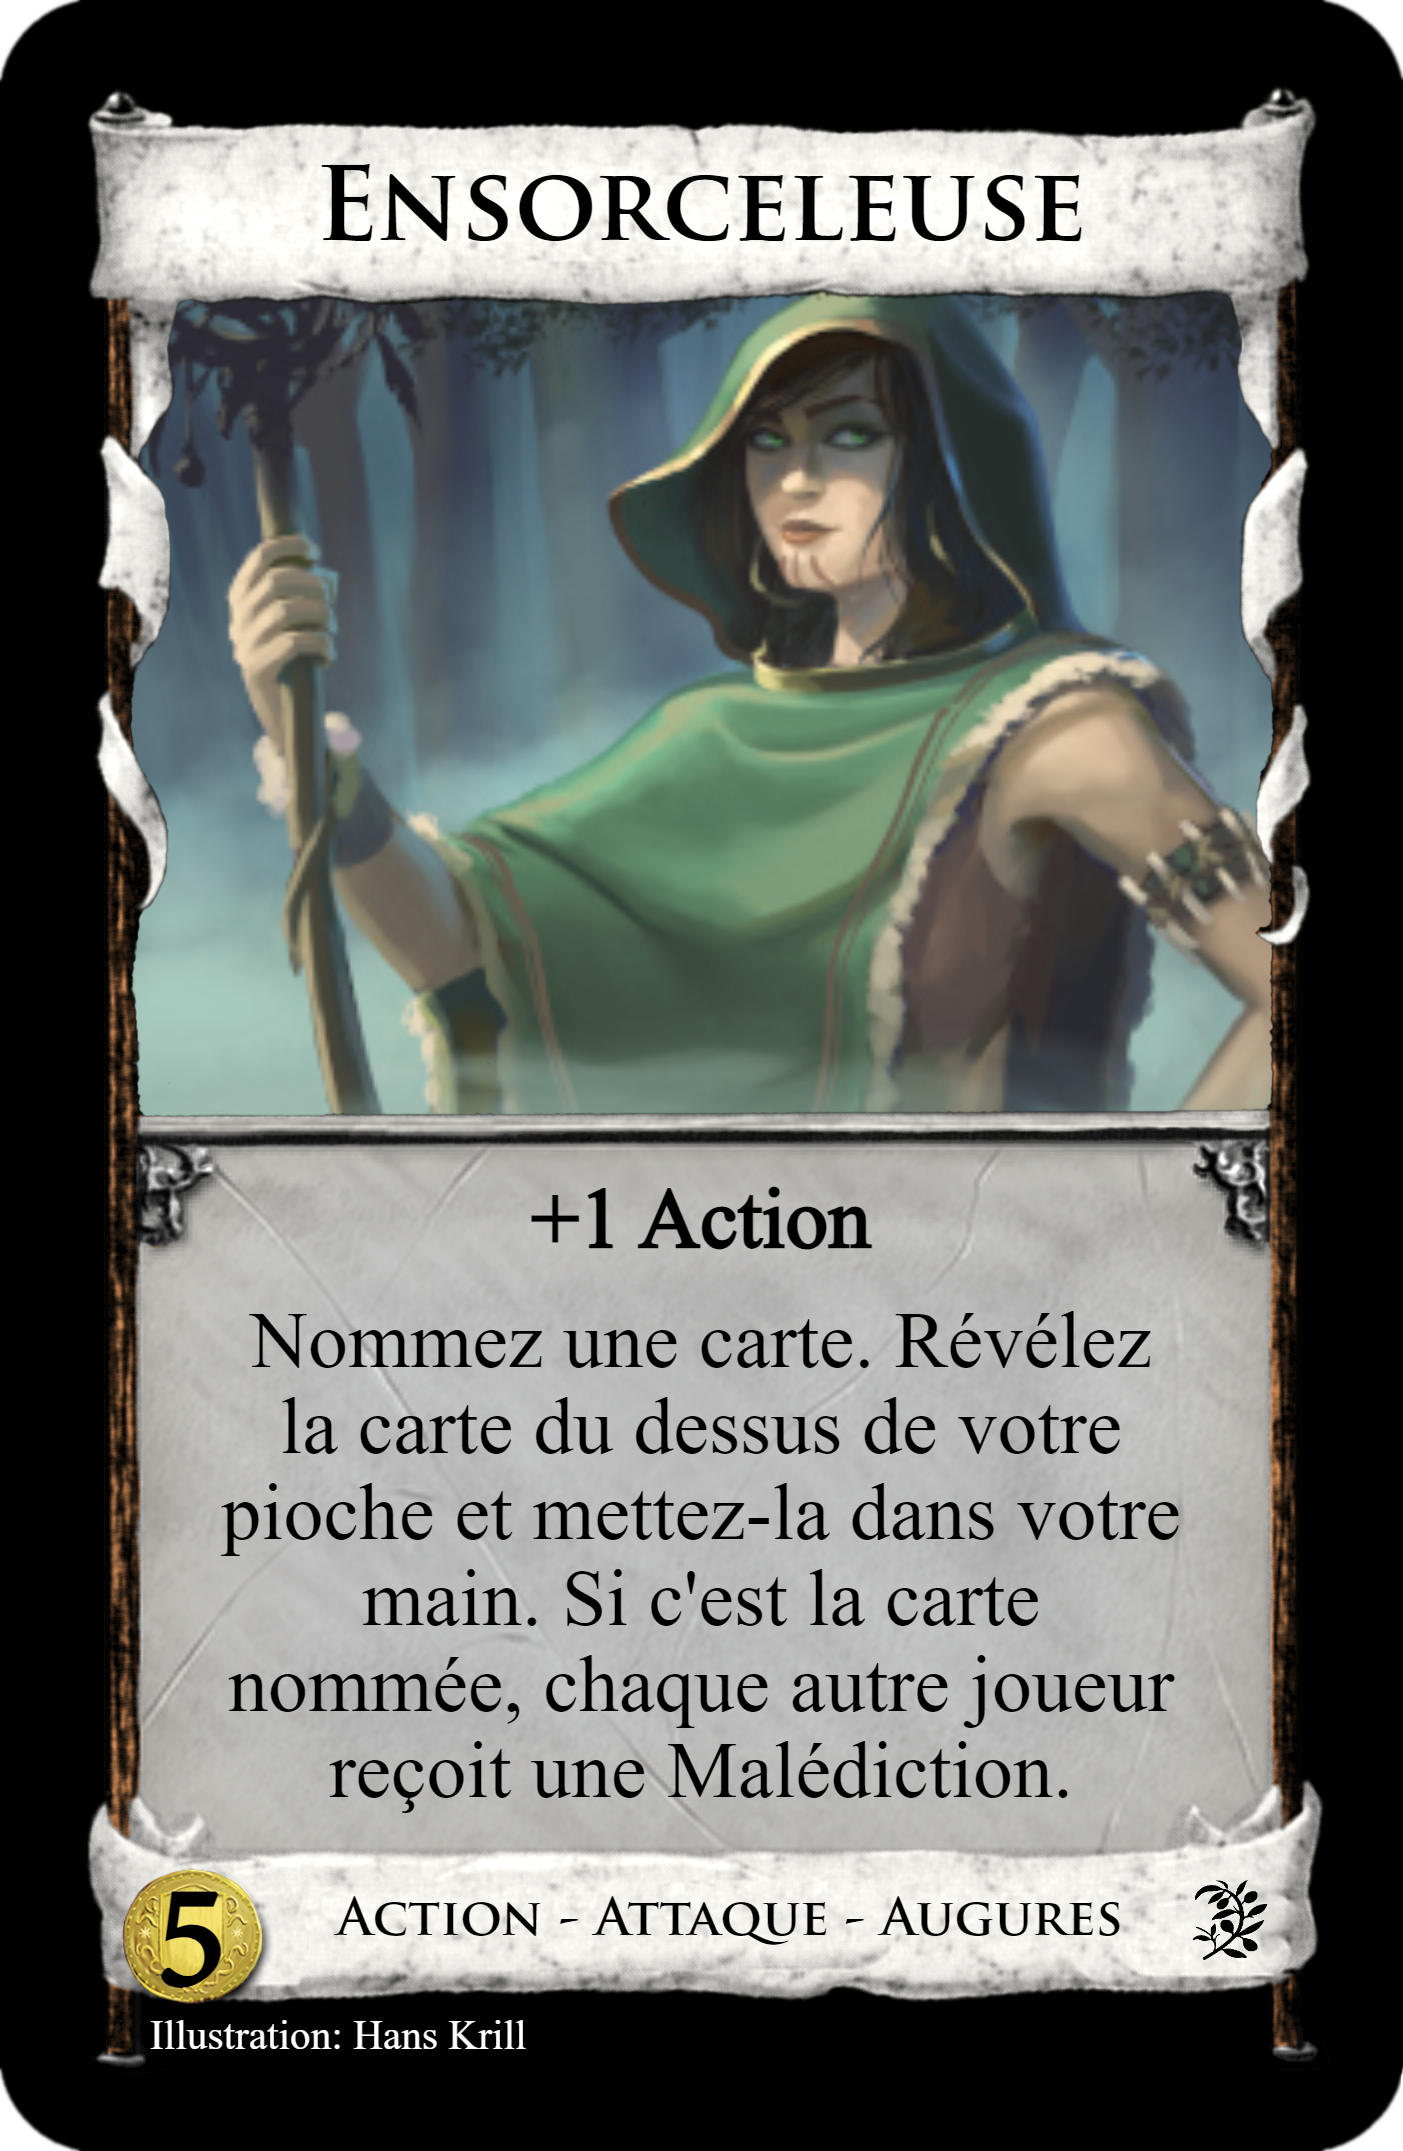 Ensorceleuse
+1 Action
Nommez une carte. Révélez
la carte du dessus de votre
pioche et mettez-la dans votre
main. Si c'est la carte
nommée, chaque autre joueur
reçoit une Malédiction.
5
Action - Attaque - Augures
Illustration: Hans Krill